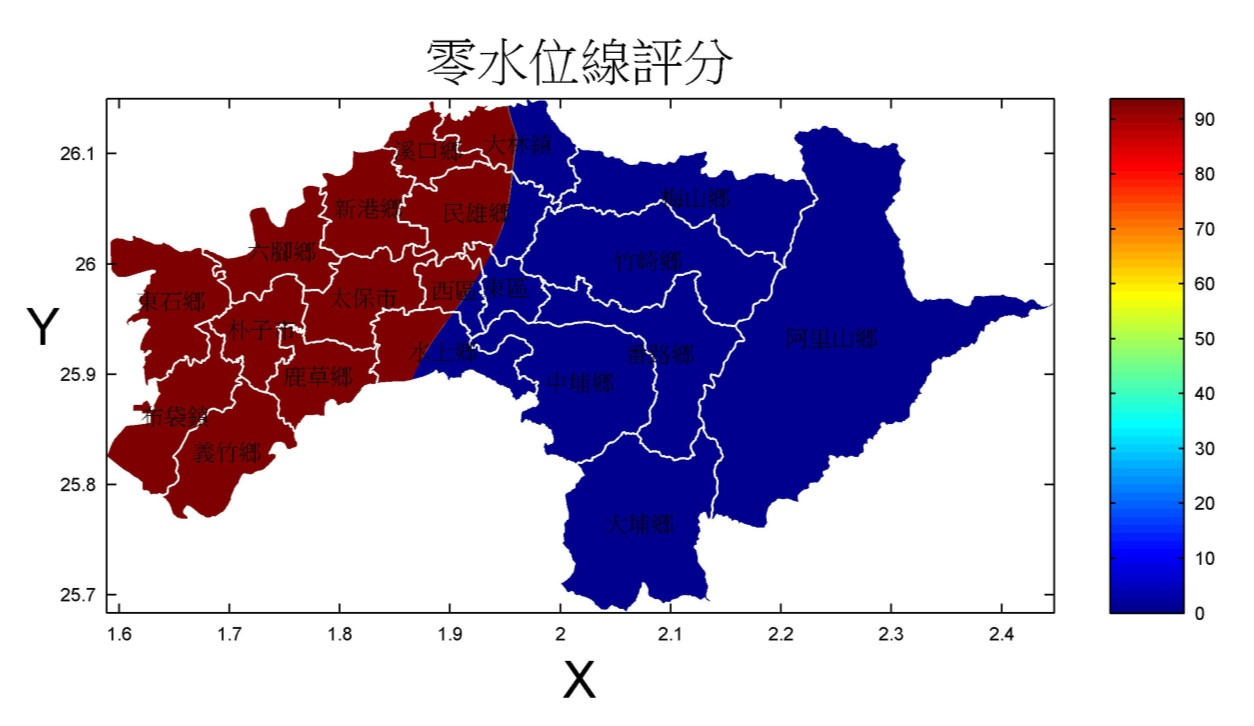 零水位線評分
Y
26.1
26
25.9
25.8
25.7
1.6 1.7 1.8 1.9 2 2.1 2.2 2.3 2.4
X
90
80
70
60
50
40
30
20
10
0
溪口鄉 大林鎮
梅山鄉
新港鄉 民雄鄉
六腳鄉 竹崎鄉
東石鄉 太保市 西區 東區
朴子市 水上鄉 番路鄉 阿里山鄉
鹿草鄉 中埔鄉
布袋鎮
義竹鄉
大埔鄉